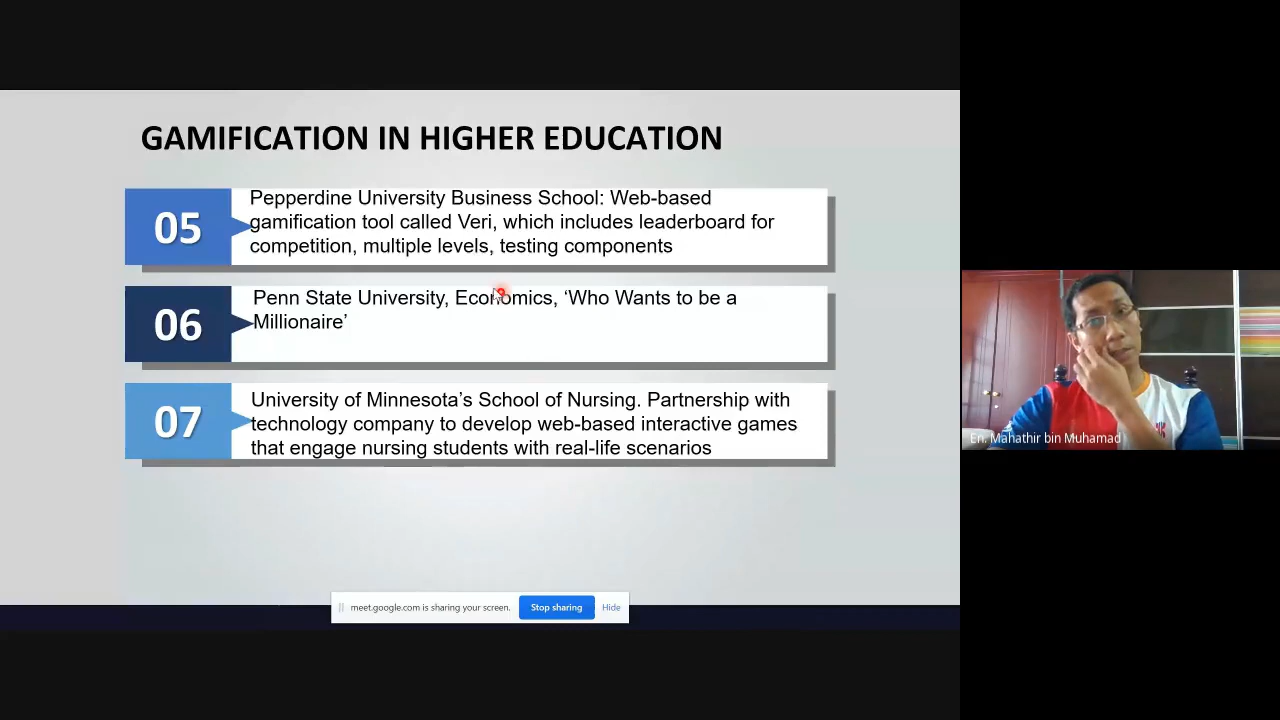 GAMIFICATION IN HIGHER EDUCATION
05
Pepperdine University Business School: Web-based
gamification tool called Veri, which includes leaderboard for
competition, multiple levels, testing components
06
Penn State University, Economics, ‘Who Wants to be a
Millionaire’
07
University of Minnesota’s School of Nursing. Partnership with
technology company to develop web-based interactive games
that engage nursing students with real-life scenarios
meet.google.com is sharing your screen.
Stop sharing
Hide
En. Mahathir bin Muhamad